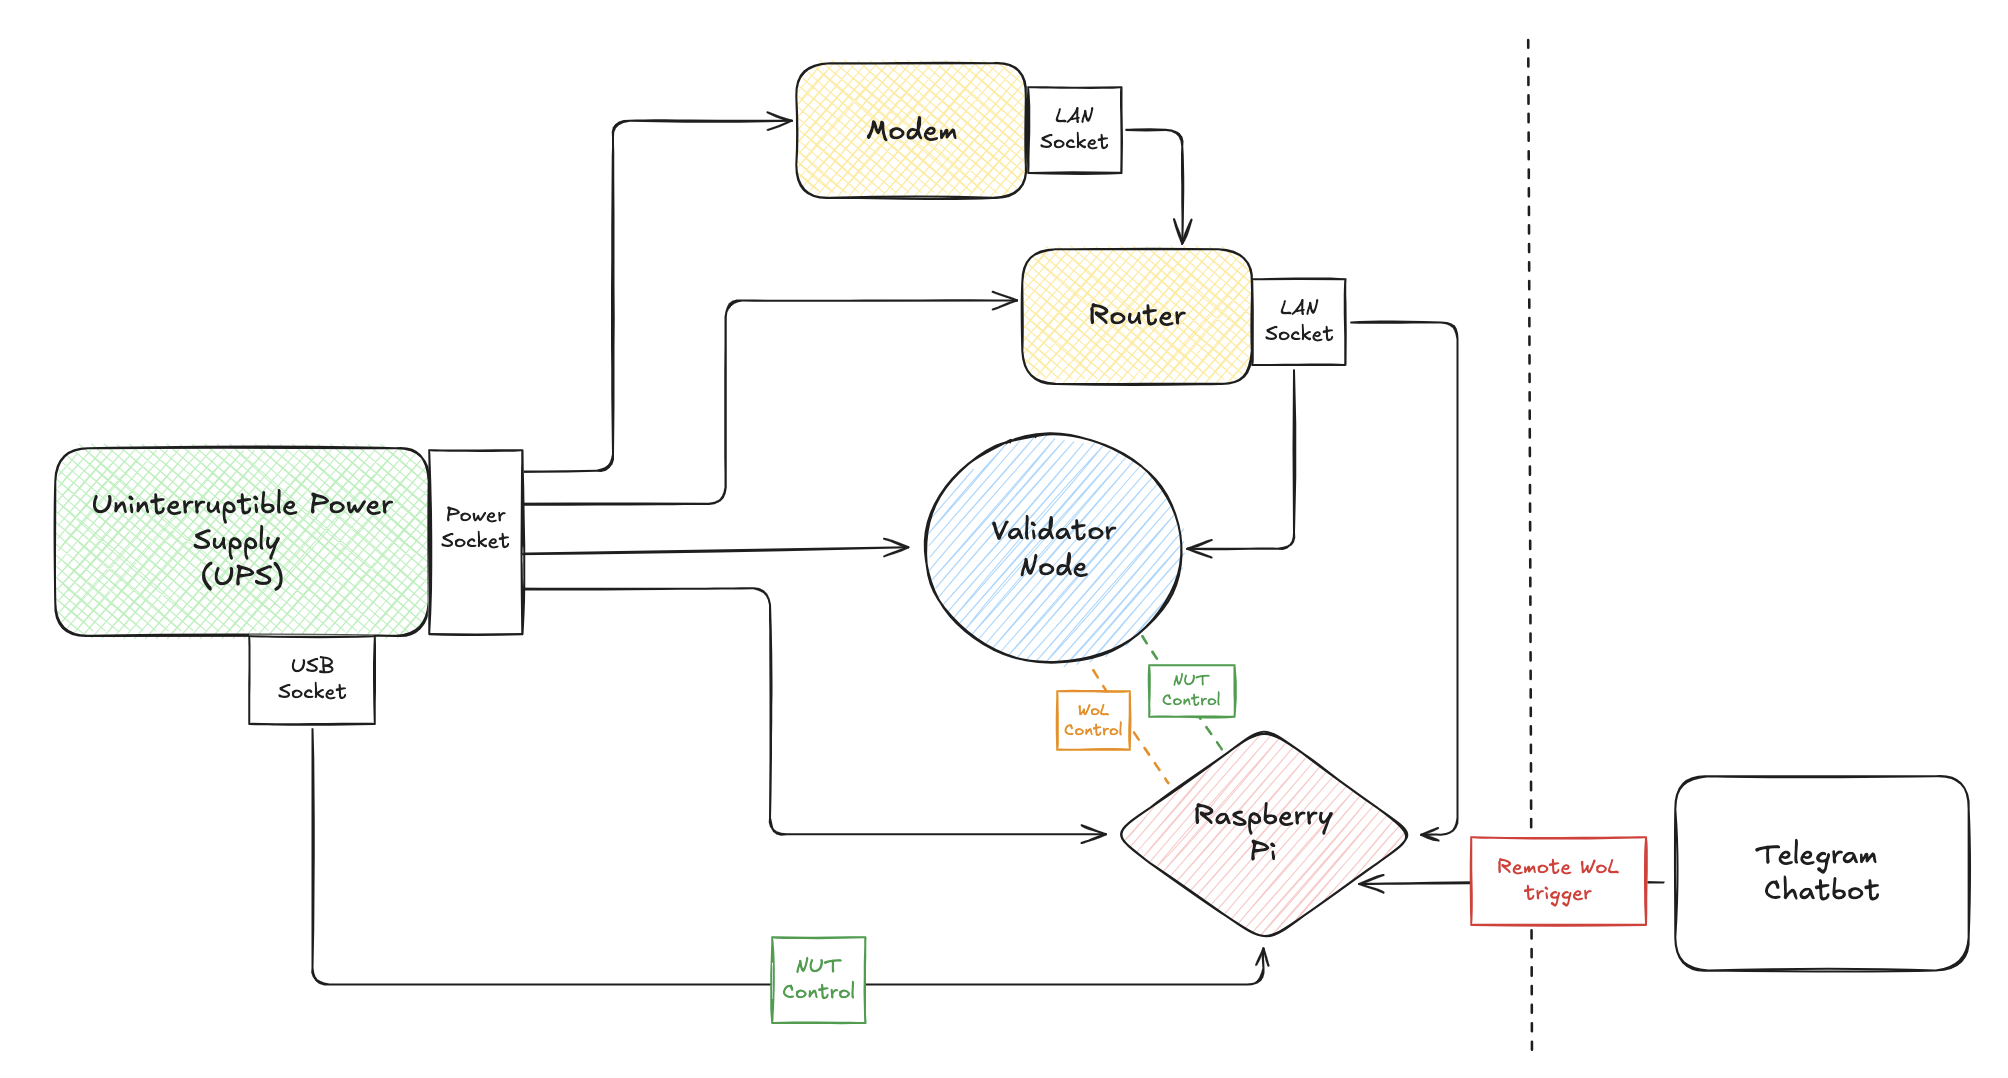 Modem
LAN
Socket
Router
LAN
Socket
Uninterruptible Power
Supply
(UPS)
Power
Socket
Validator
Node
USB
Socket
NUT
Control
WoL
Control
Raspberry
Pi
Remote WoL
trigger
Telegram
Chatbot
NUT
Control